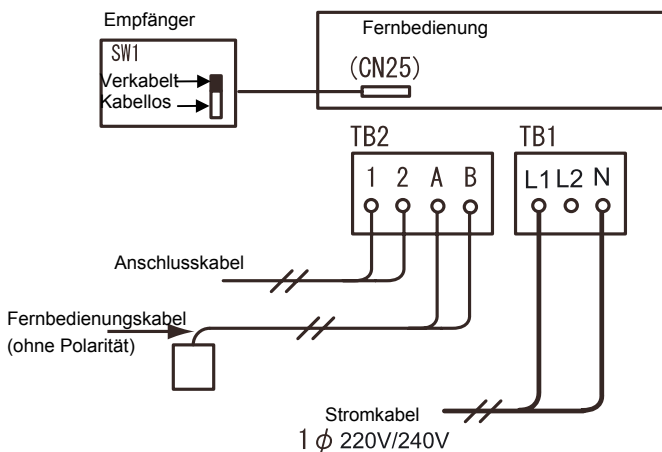 Empfänger
Fernbedienung
SW1
Verkabelt
Kabellos
(CN25)
TB2
TB1
1 2 A B
L1 L2 N
Anschlusskabel
Fernbedienungskabel
(ohne Polarität)
Stromkabel
1 ϕ 220V/240V